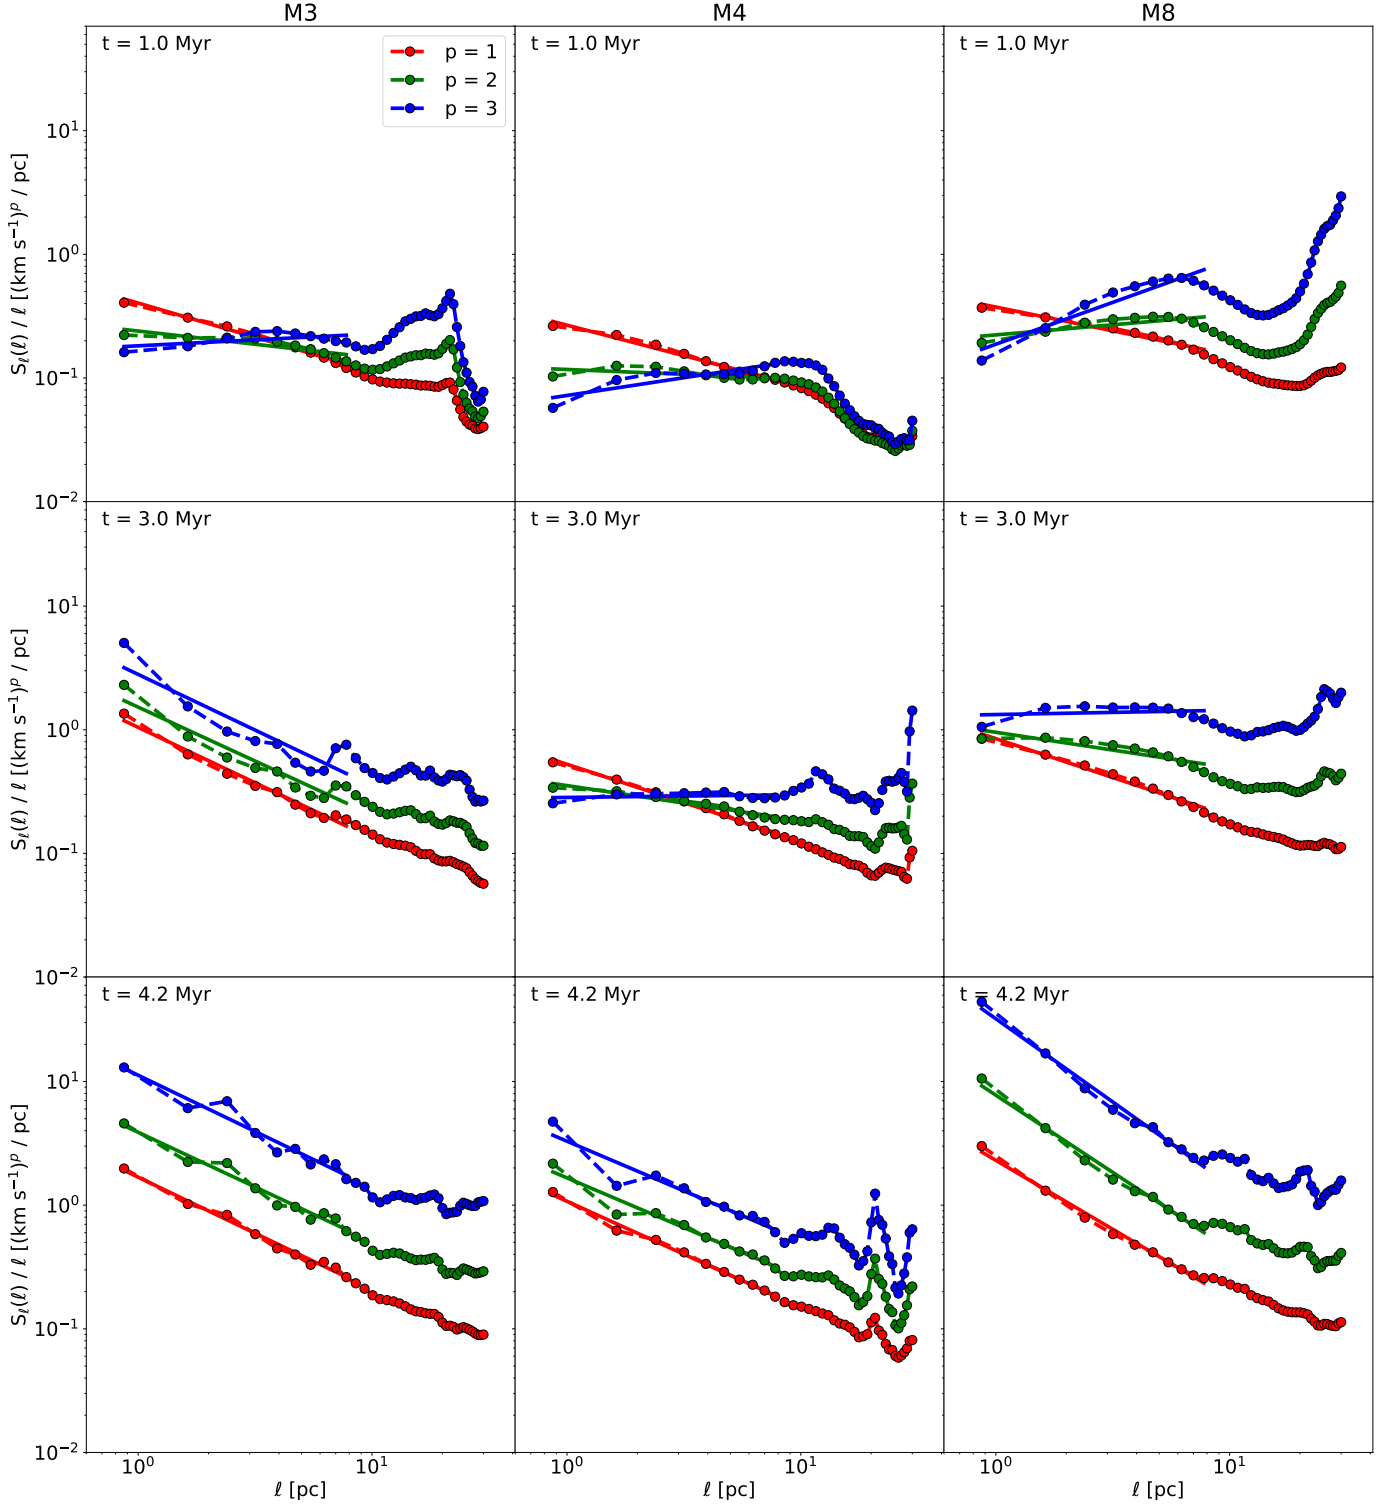 M3 M4 M8
t = 1.0 Myr t = 1.0 Myr t = 1.0 Myr
p = 1
p = 2
p = 3
10¹
10⁰
10⁻¹
10⁻²
Sℓ(ℓ) / ℓ [(km s⁻¹)ᵖ / pc]
t = 3.0 Myr t = 3.0 Myr t = 3.0 Myr
10¹
10⁰
10⁻¹
10⁻²
Sℓ(ℓ) / ℓ [(km s⁻¹)ᵖ / pc]
t = 4.2 Myr t = 4.2 Myr t = 4.2 Myr
10¹
10⁰
10⁻¹
10⁻²
Sℓ(ℓ) / ℓ [(km s⁻¹)ᵖ / pc]
10⁰ 10¹ 10⁰ 10¹ 10⁰ 10¹
ℓ [pc] ℓ [pc] ℓ [pc]